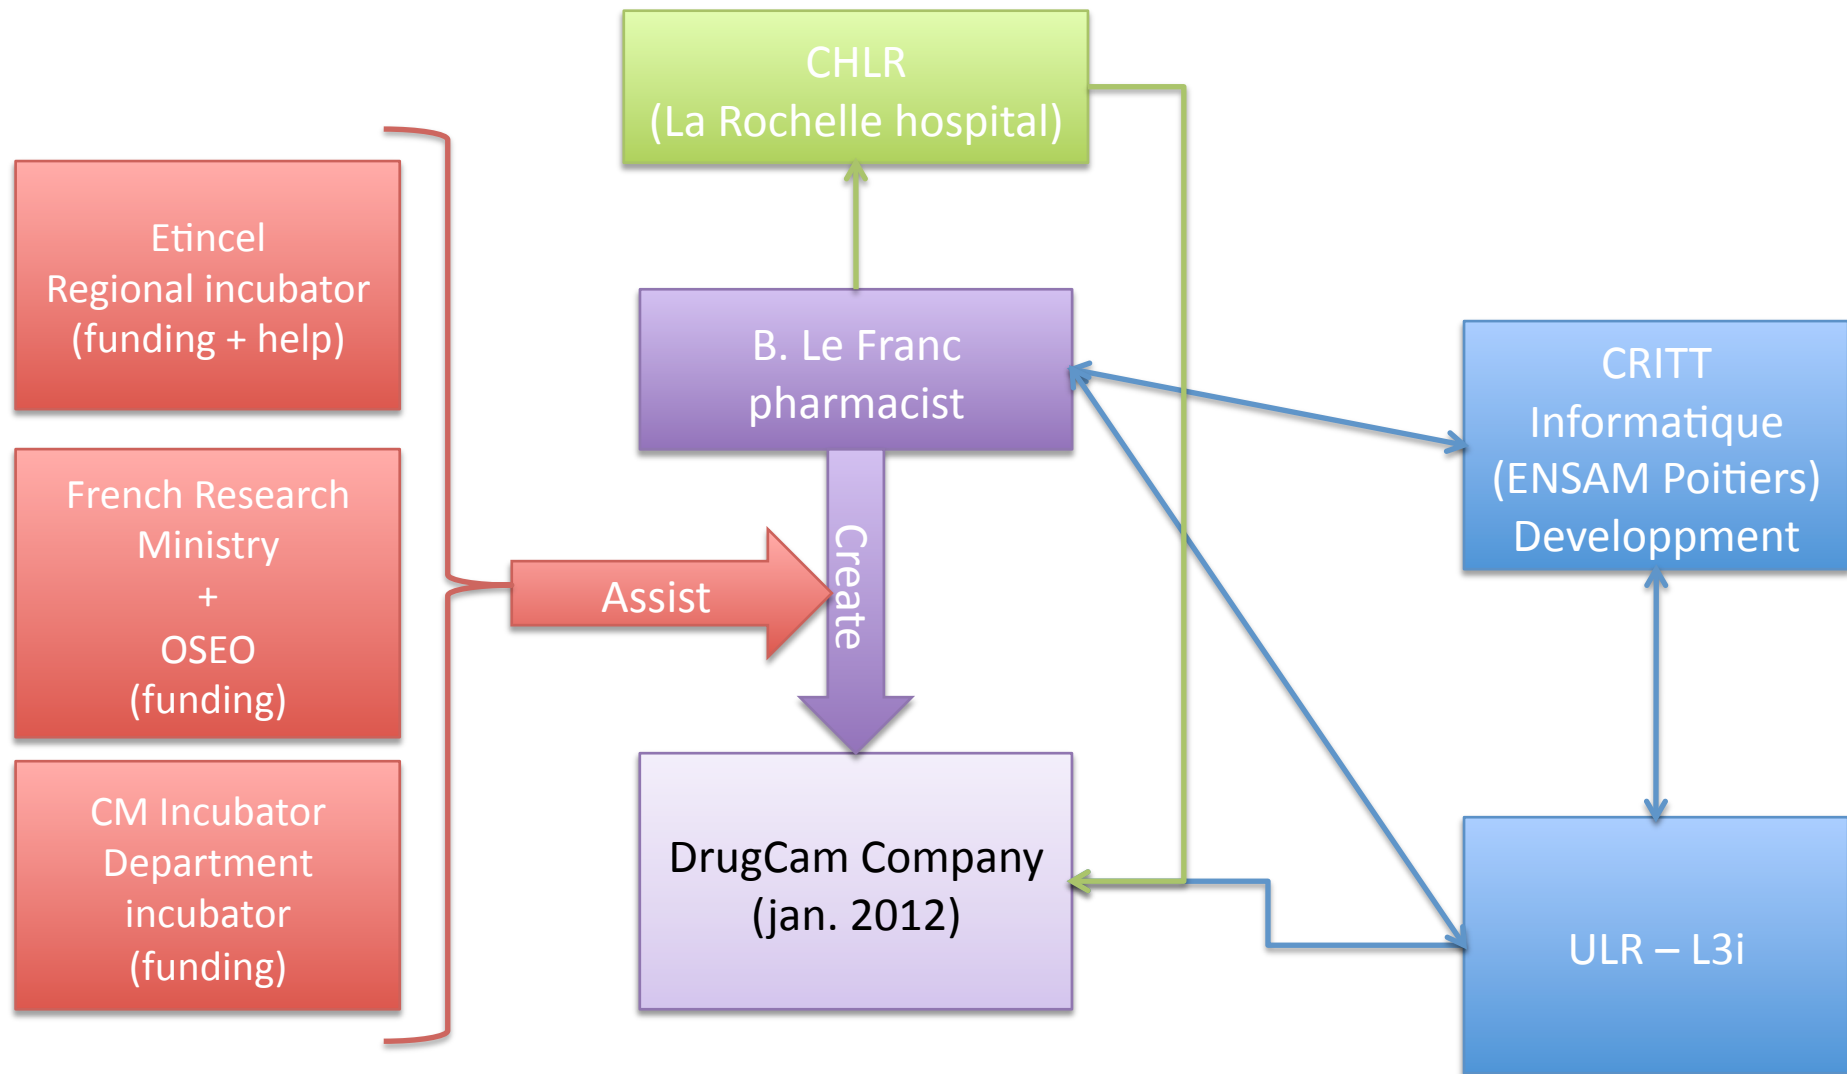 CHLR
(La Rochelle hospital)
Etincel
Regional incubator
(funding + help)
French Research
Ministry
+
OSEO
(funding)
CM Incubator
Department
incubator
(funding)
Assist
B. Le Franc
pharmacist
Create
DrugCam Company
(jan. 2012)
CRITT
Informatique
(ENSAM Poitiers)
Developpment
ULR – L3i